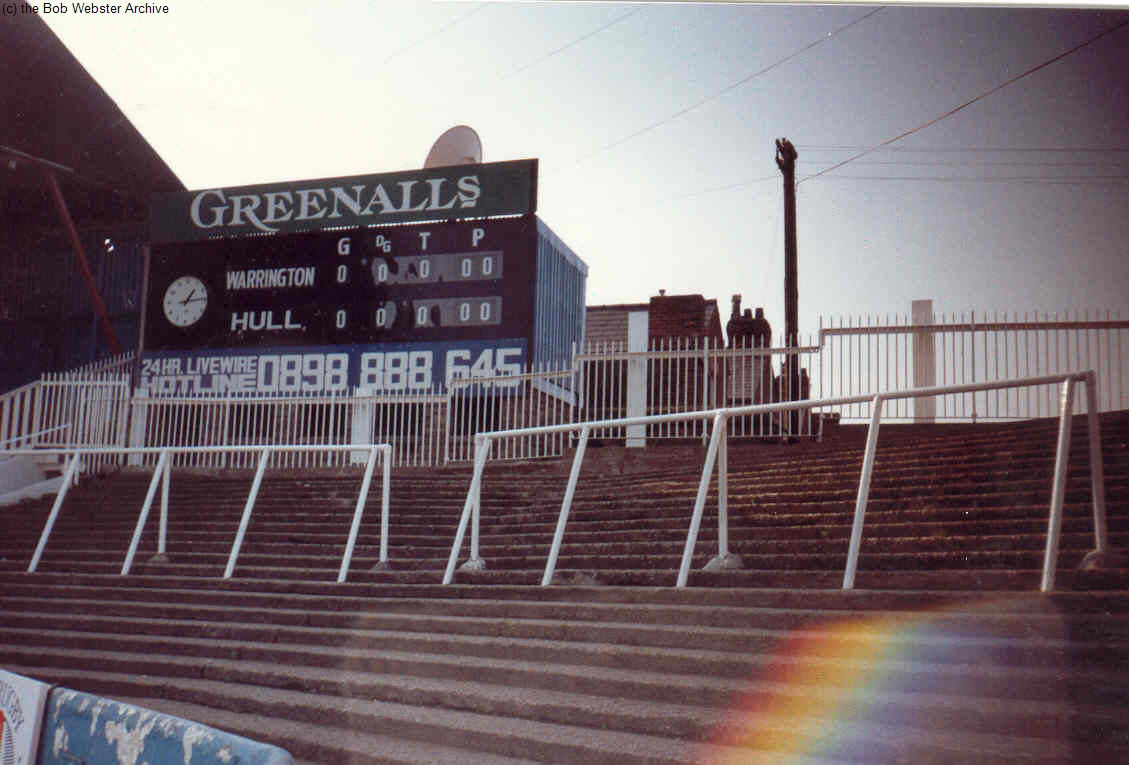 (c) the Bob Webster Archive
GREENALLS
G DG T P
WARRINGTON 0 0 0 00
HULL 0 0 0 00
24 HR. LIVEWIRE
HOTLINE 0898 888 645
RUGBY